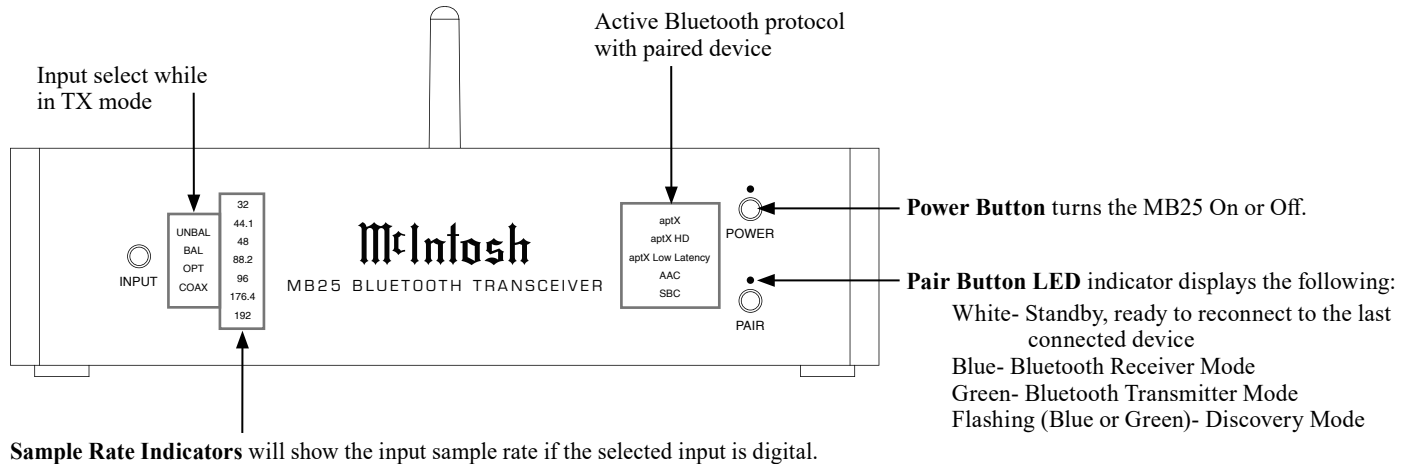 Active Bluetooth protocol
with paired device
Input select while
in TX mode
INPUT
UNBAL
BAL
OPT
COAX
32
44.1
48
88.2
96
176.4
192
McIntosh
MB25 BLUETOOTH TRANSCEIVER
aptX
aptX HD
aptX Low Latency
AAC
SBC
POWER
PAIR
Power Button turns the MB25 On or Off.
Pair Button LED indicator displays the following:
White- Standby, ready to reconnect to the last
connected device
Blue- Bluetooth Receiver Mode
Green- Bluetooth Transmitter Mode
Flashing (Blue or Green)- Discovery Mode
Sample Rate Indicators will show the input sample rate if the selected input is digital.